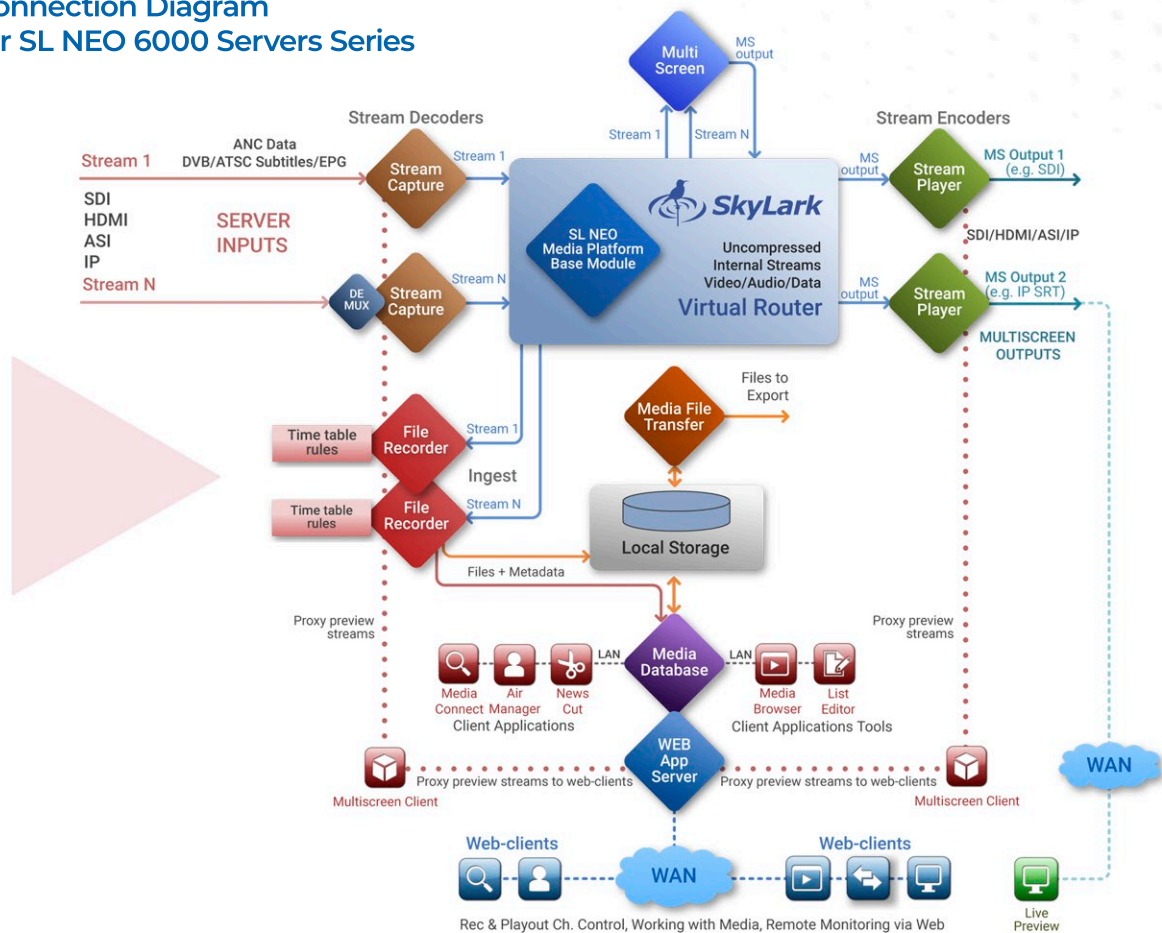 onnection Diagram
r SL NEO 6000 Servers Series
Multi
Screen
MS
output
Stream 1
Stream N
Stream Decoders
Stream Encoders
Stream 1
ANC Data
DVB/ATSC Subtitles/EPG
Stream
Capture
Stream 1
SDI
HDMI
ASI
IP
SERVER
INPUTS
Stream N
DE
MUX
Stream
Capture
Stream N
SL NEO
Media Platform
Base Module
SkyLark
Uncompressed
Internal Streams
Video/Audio/Data
Virtual Router
MS
output
Stream
Player
MS Output 1
(e.g. SDI)
SDI/HDMI/ASI/IP
MS
output
Stream
Player
MS Output 2
(e.g. IP SRT)
MULTISCREEN
OUTPUTS
Time table
rules
File
Recorder
Stream 1
Ingest
Time table
rules
File
Recorder
Stream N
Media File
Transfer
Files to
Export
Local Storage
Files + Metadata
Proxy preview
streams
Proxy preview
streams
Media
Database
LAN
LAN
Media
Connect
Air
Manager
News
Cut
Client Applications
Media
Browser
List
Editor
Client Applications Tools
WEB
App
Server
Proxy preview streams to web-clients
Proxy preview streams to web-clients
Multiscreen Client
Multiscreen Client
WAN
Web-clients
WAN
Web-clients
Rec & Playout Ch. Control, Working with Media, Remote Monitoring via Web
Live
Preview